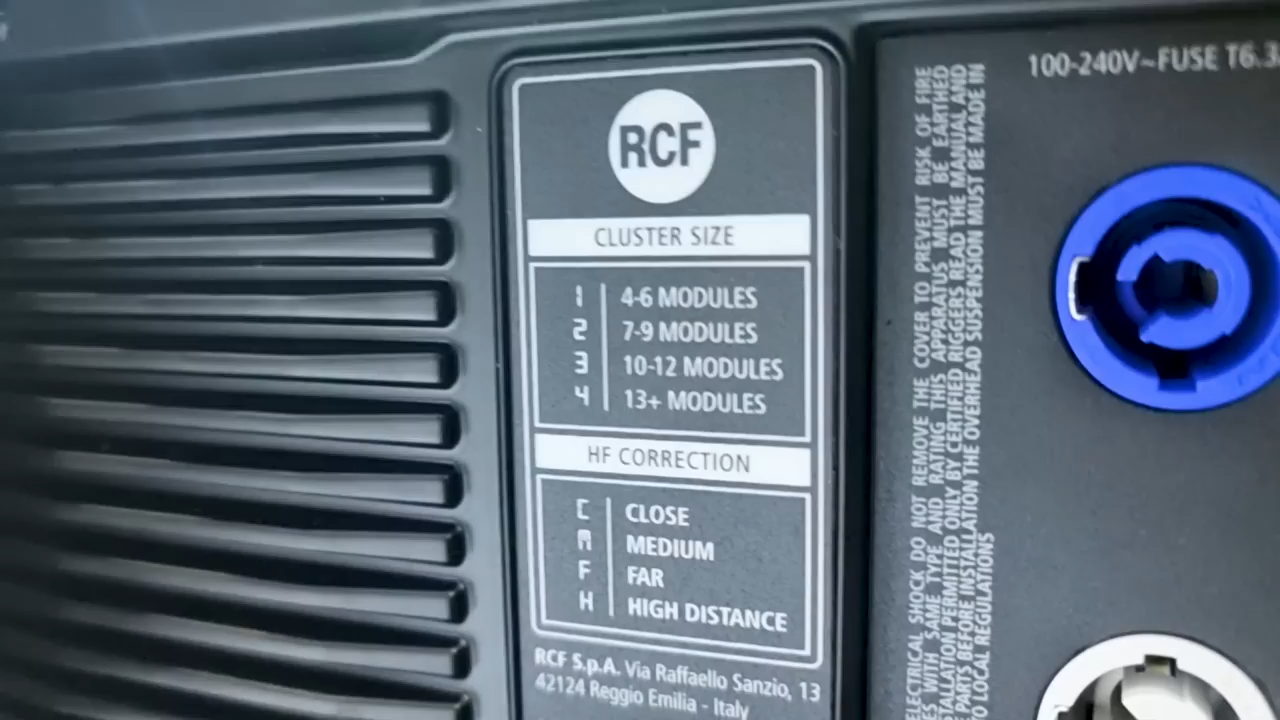 RCF
CLUSTER SIZE
1 4-6 MODULES
2 7-9 MODULES
3 10-12 MODULES
4 13+ MODULES
HF CORRECTION
C CLOSE
M MEDIUM
F FAR
H HIGH DISTANCE
RCF S.p.A. Via Raffaello Sanzio, 13
42124 Reggio Emilia - Italy
100-240V~FUSE T6.3
ELECTRICAL SHOCK DO NOT REMOVE THE COVER TO PREVENT RISK OF FIRE
WITH SAME TYPE AND RATING THIS APPARATUS MUST BE EARTHED
PERMITTED ONLY BY CERTIFIED RIGGERS READ THE MANUAL AND
PARTS BEFORE INSTALLATION THE OVERHEAD SUSPENSION MUST BE MADE IN
TO LOCAL REGULATIONS